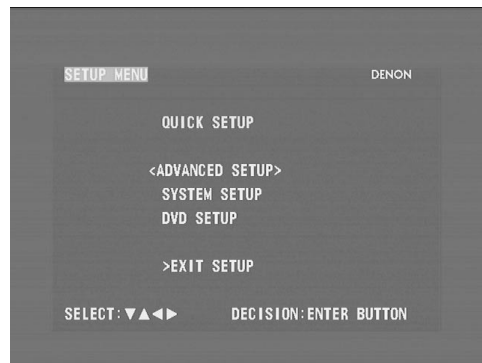 SETUP MENU DENON
QUICK SETUP
<ADVANCED SETUP>
SYSTEM SETUP
DVD SETUP
>EXIT SETUP
SELECT:▼▲◀▶ DECISION:ENTER BUTTON